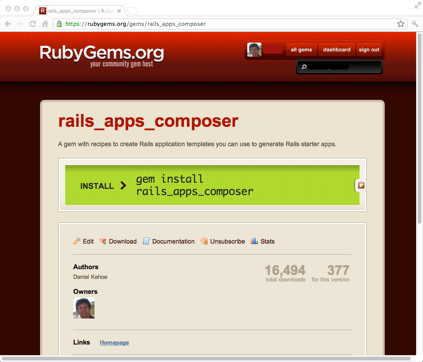 rails_apps_composer | Ru
https://rubygems.org/gems/rails_apps_composer
RubyGems.org
your community gem host
all gems
dashboard
sign out
rails_apps_composer
A gem with recipes to create Rails application templates you can use to generate Rails starter apps.
INSTALL
gem install
rails_apps_composer
Edit
Download
Documentation
Unsubscribe
Stats
Authors
Daniel Kehoe
16,494
total downloads
377
for this version
Owners
Links
Homepage